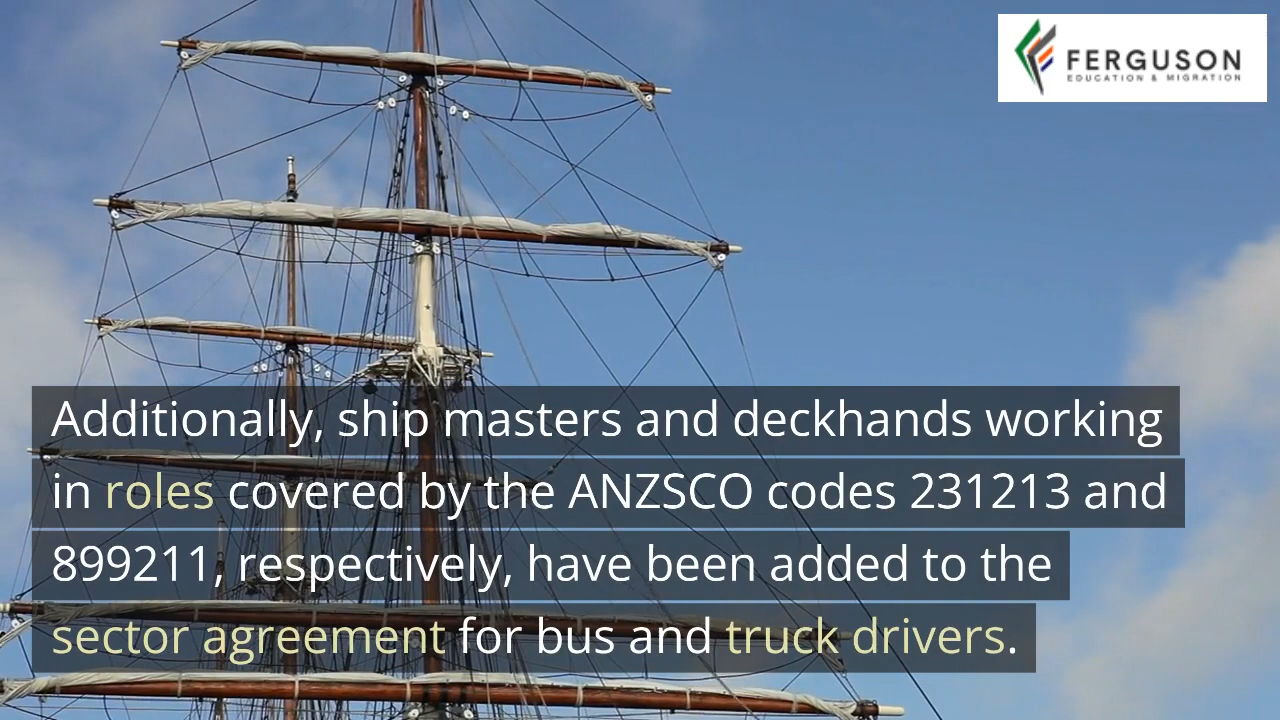 FERGUSON
EDUCATION & MIGRATION
Additionally, ship masters and deckhands working
in roles covered by the ANZSCO codes 231213 and
899211, respectively, have been added to the
sector agreement for bus and truck drivers.